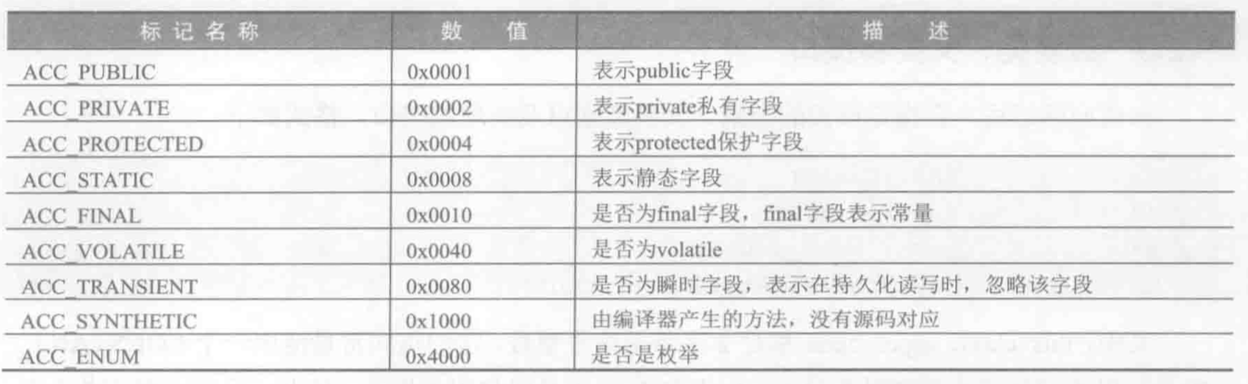 标记名称 数值 描述
ACC_PUBLIC 0x0001 表示public字段
ACC_PRIVATE 0x0002 表示private私有字段
ACC_PROTECTED 0x0004 表示protected保护字段
ACC_STATIC 0x0008 表示静态字段
ACC_FINAL 0x0010 是否为final字段，final字段表示常量
ACC_VOLATILE 0x0040 是否为volatile
ACC_TRANSIENT 0x0080 是否为瞬时字段，表示在持久化读写时，忽略该字段
ACC_SYNTHETIC 0x1000 由编译器产生的方法，没有源码对应
ACC_ENUM 0x4000 是否是枚举